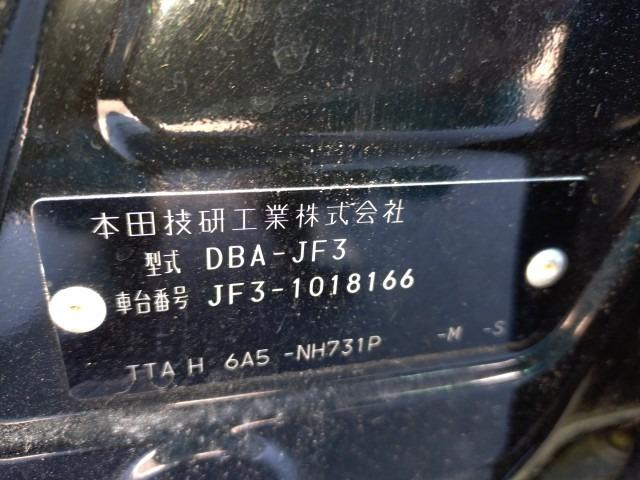 本田技研工業株式会社
型式 DBA-JF3
車台番号 JF3-1018166
TTA H 6A5 -NH731P -M -S